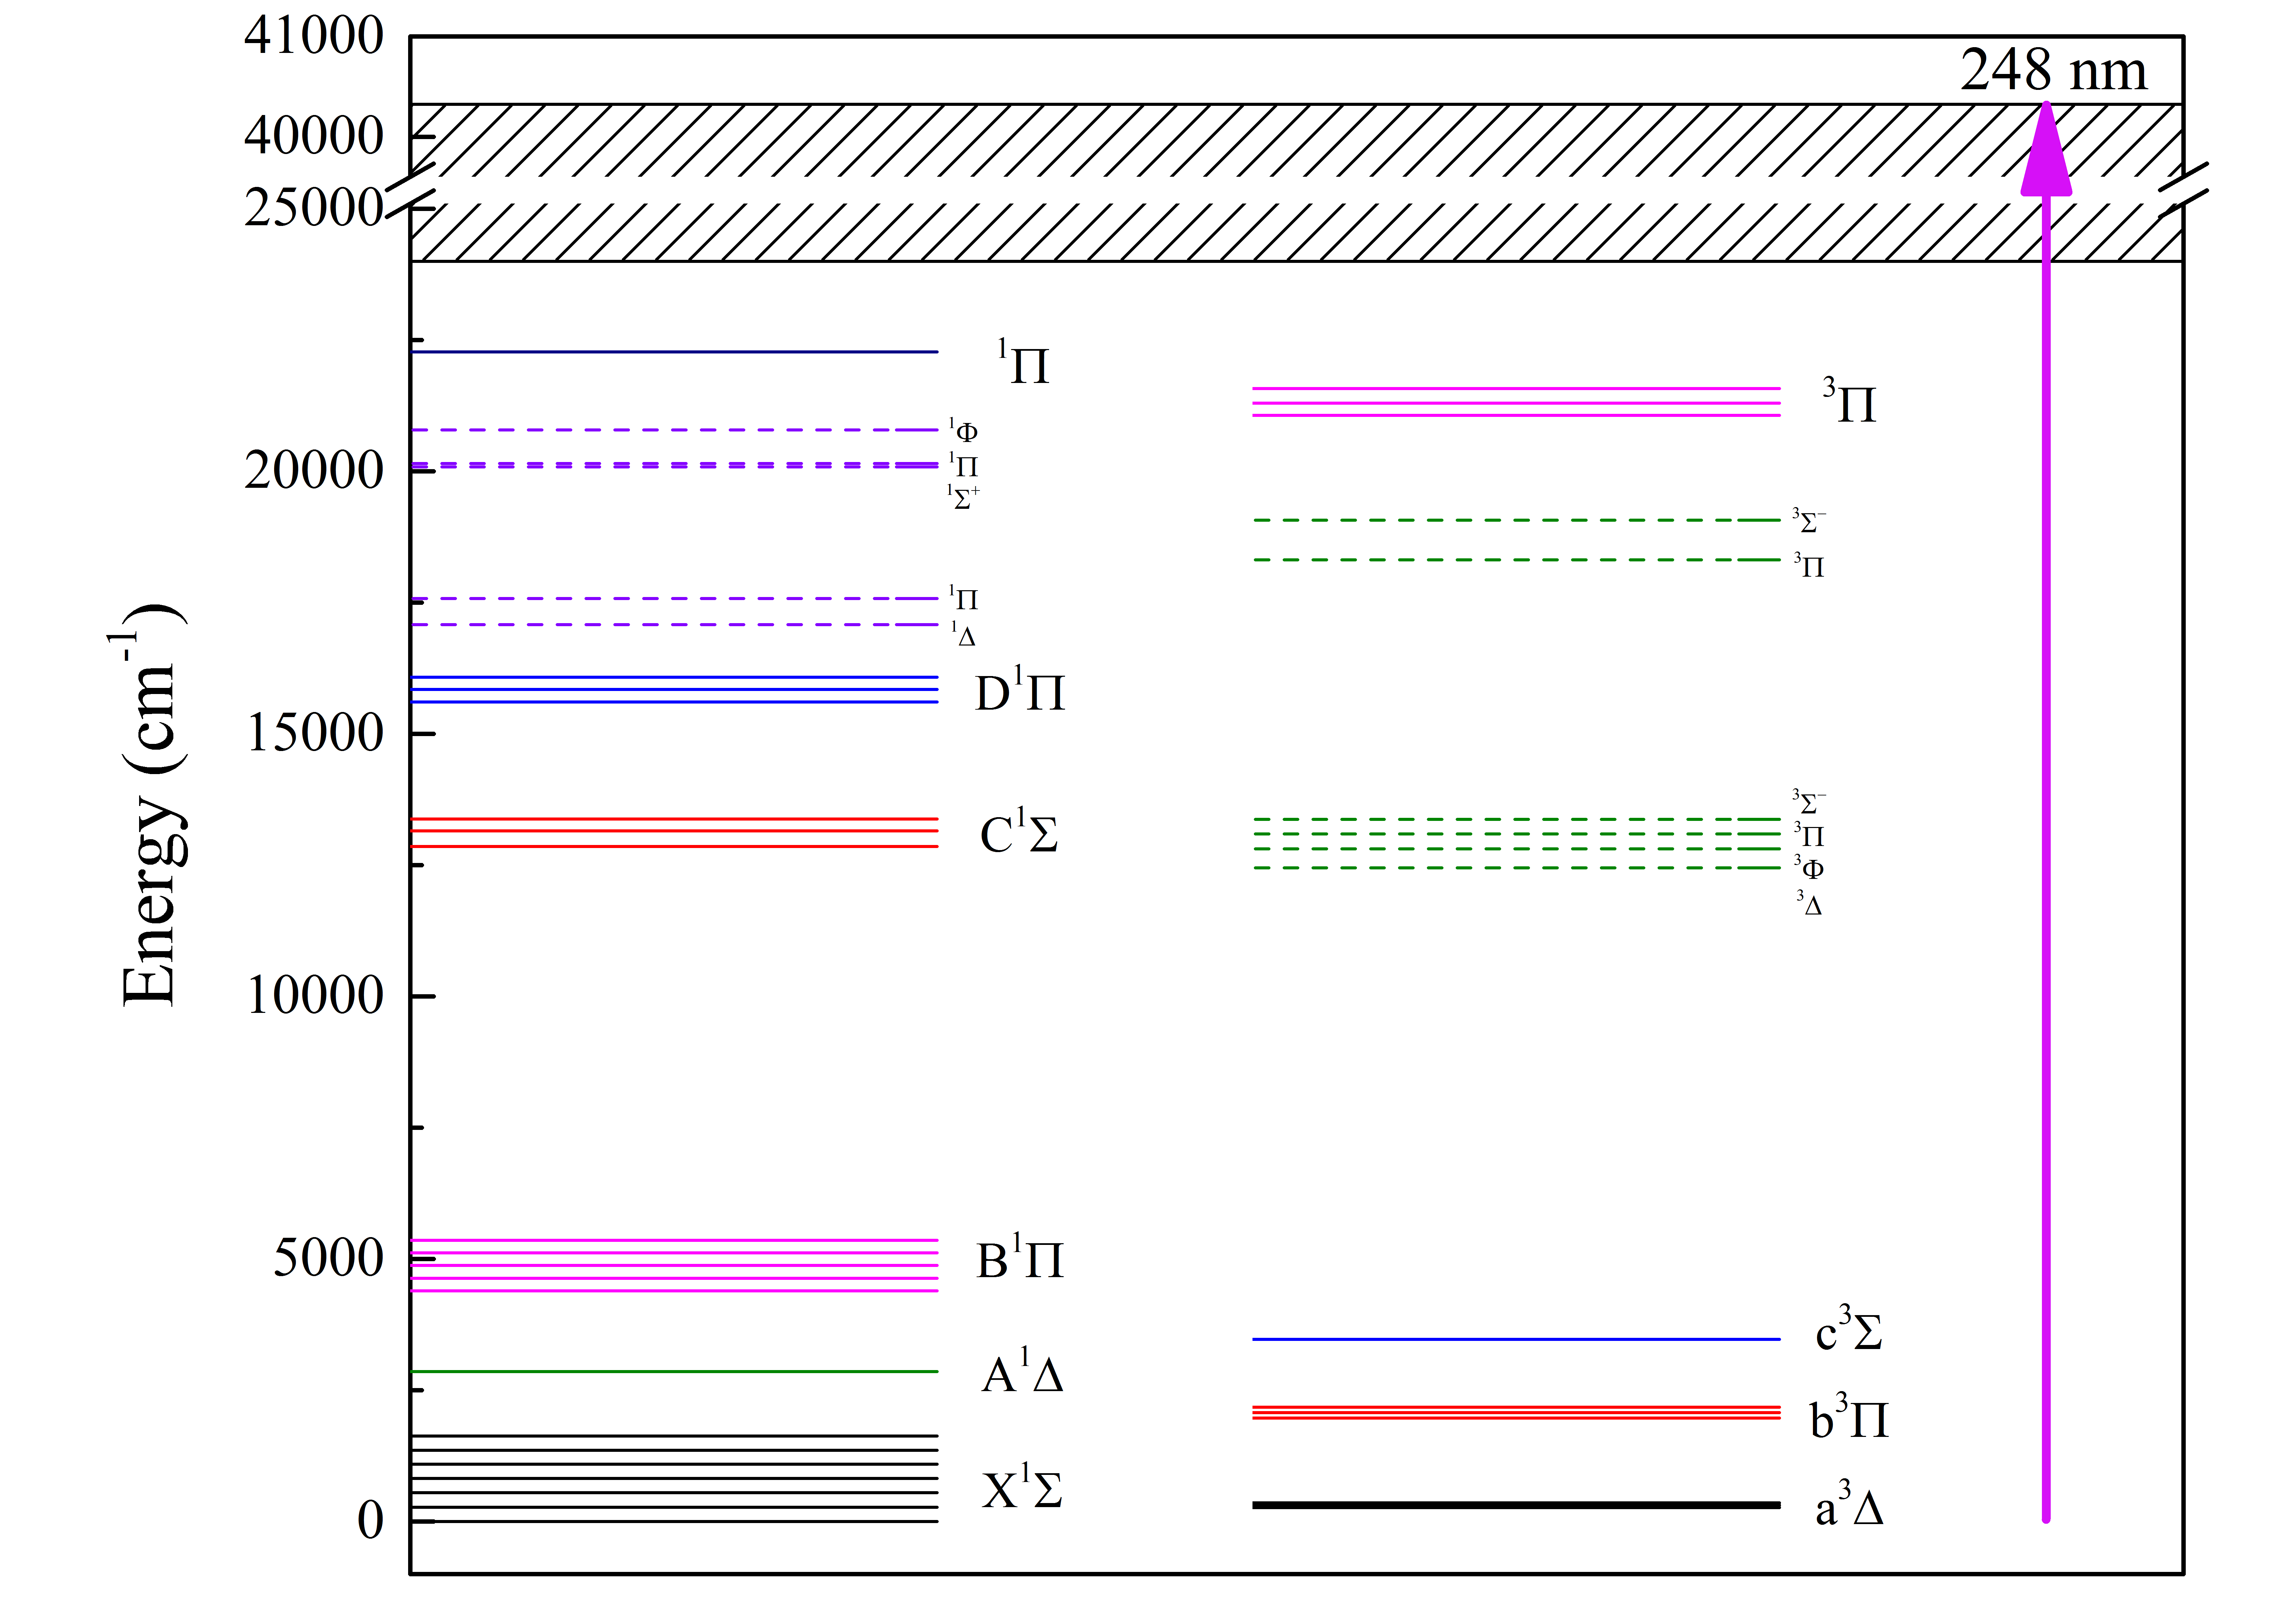 41000
248 nm
40000
25000
¹Π
³Π
¹Φ
¹Π
20000
¹Σ⁺
³Σ⁻
³Π
¹Π
¹Δ
D¹Π
15000
³Σ⁻
C¹Σ
³Π
³Φ
³Δ
Energy (cm⁻¹)
10000
B¹Π
5000
c³Σ
A¹Δ
b³Π
X¹Σ
a³Δ
0